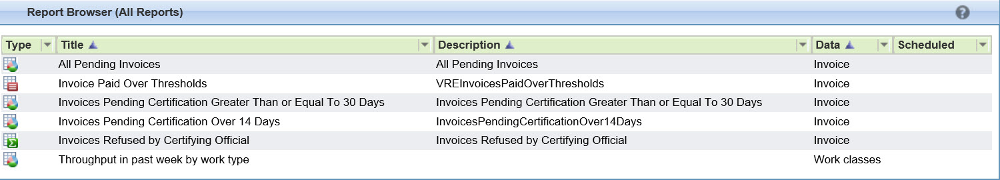 Report Browser (All Reports) ?
Type Title Description Data Scheduled
All Pending Invoices All Pending Invoices Invoice
Invoice Paid Over Thresholds VREInvoicesPaidOverThresholds Invoice
Invoices Pending Certification Greater Than or Equal To 30 Days Invoices Pending Certification Greater Than or Equal To 30 Days Invoice
Invoices Pending Certification Over 14 Days InvoicesPendingCertificationOver14Days Invoice
Invoices Refused by Certifying Official Invoices Refused by Certifying Official Invoice
Throughput in past week by work type Work classes